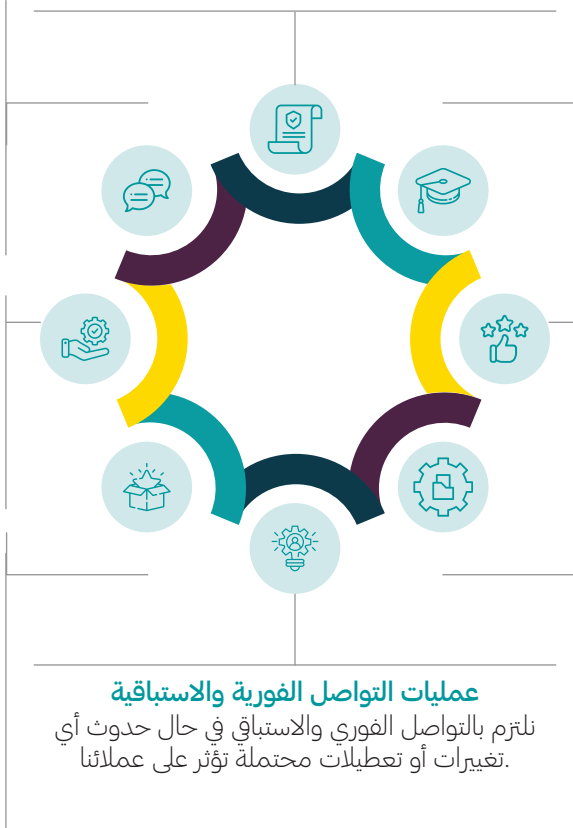 عمليات التواصل الفورية والاستباقية
نلتزم بالتواصل الفوري والاستباقي في حال حدوث أي
.تغييرات أو تعطيلات محتملة تؤثر على عملائنا